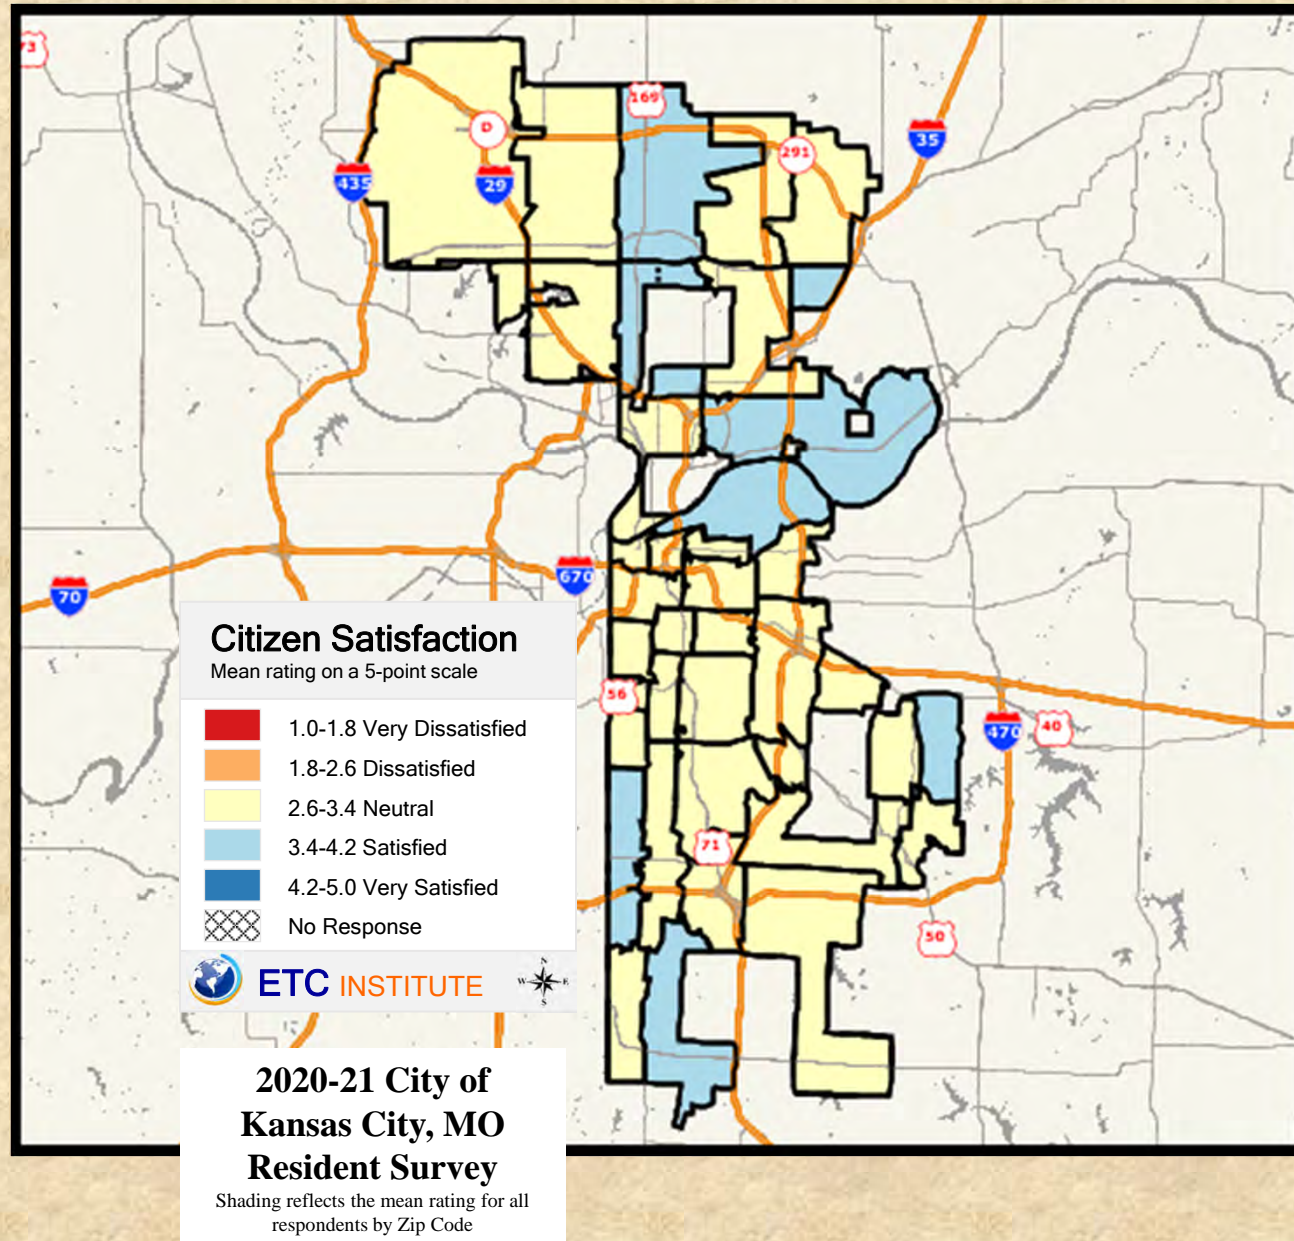 73
169
D
291
35
435
29
70
670
56
470
40
71
50
Citizen Satisfaction
Mean rating on a 5-point scale
1.0-1.8 Very Dissatisfied
1.8-2.6 Dissatisfied
2.6-3.4 Neutral
3.4-4.2 Satisfied
4.2-5.0 Very Satisfied
No Response
ETC INSTITUTE
N
W E
S
2020-21 City of
Kansas City, MO
Resident Survey
Shading reflects the mean rating for all
respondents by Zip Code